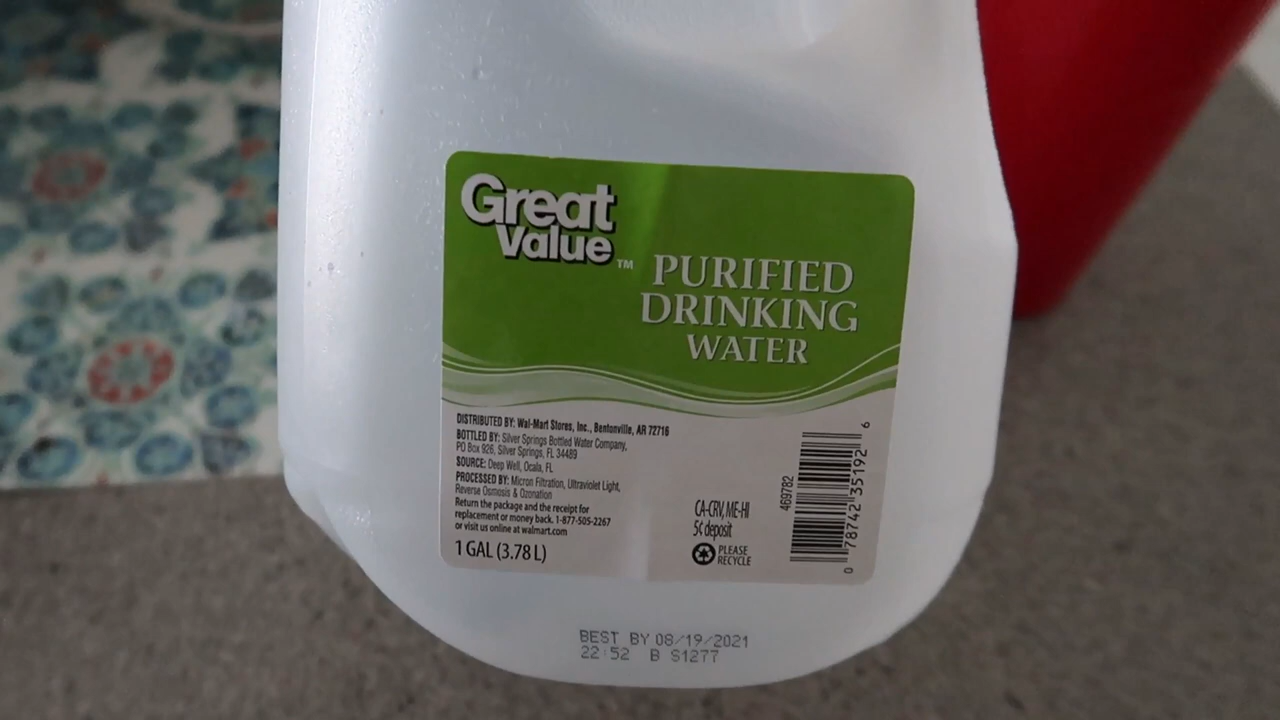 Great
Value™
PURIFIED
DRINKING
WATER
DISTRIBUTED BY: Wal-Mart Stores, Inc., Bentonville, AR 72716
BOTTLED BY: Silver Springs Bottled Water Company,
PO Box 926, Silver Springs, FL 34489
SOURCE: Deep Well, Ocala, FL
PROCESSED BY: Micron Filtration, Ultraviolet Light,
Reverse Osmosis & Ozonation
Return the package and the receipt for
replacement or money back. 1-877-505-2267
or visit us online at walmart.com
1 GAL (3.78 L)
CA-CRV, ME-HI
5¢ deposit
PLEASE
RECYCLE
469782
0 78742 35192 6
BEST BY 08/19/2021
22:52 B S1277